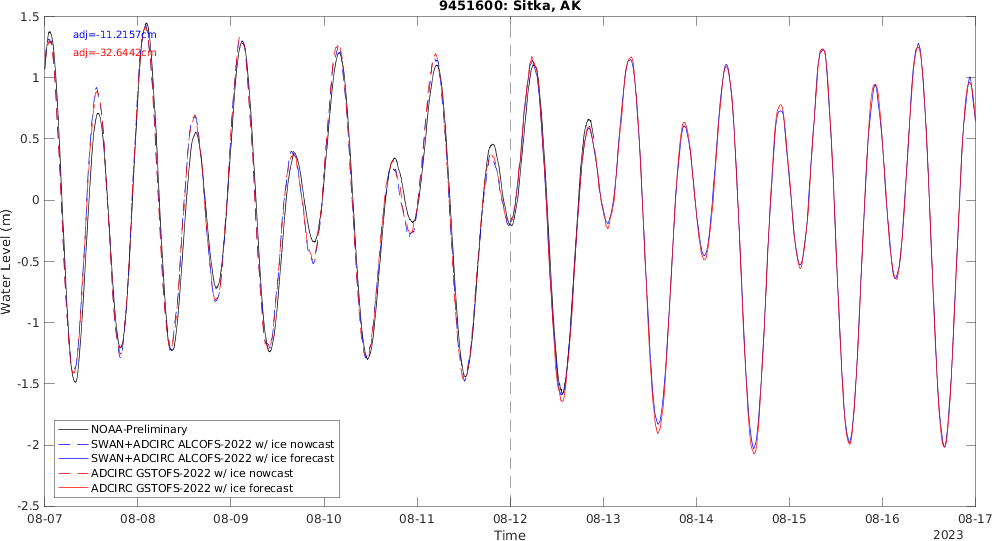 9451600: Sitka, AK
adj=-11.2157cm
adj=-32.6442cm
1.5
1
0.5
0
-0.5
-1
-1.5
-2
-2.5
Water Level (m)
NOAA-Preliminary
SWAN+ADCIRC ALCOFS-2022 w/ ice nowcast
SWAN+ADCIRC ALCOFS-2022 w/ ice forecast
ADCIRC GSTOFS-2022 w/ ice nowcast
ADCIRC GSTOFS-2022 w/ ice forecast
08-07 08-08 08-09 08-10 08-11 08-12 08-13 08-14 08-15 08-16 08-17
Time
2023